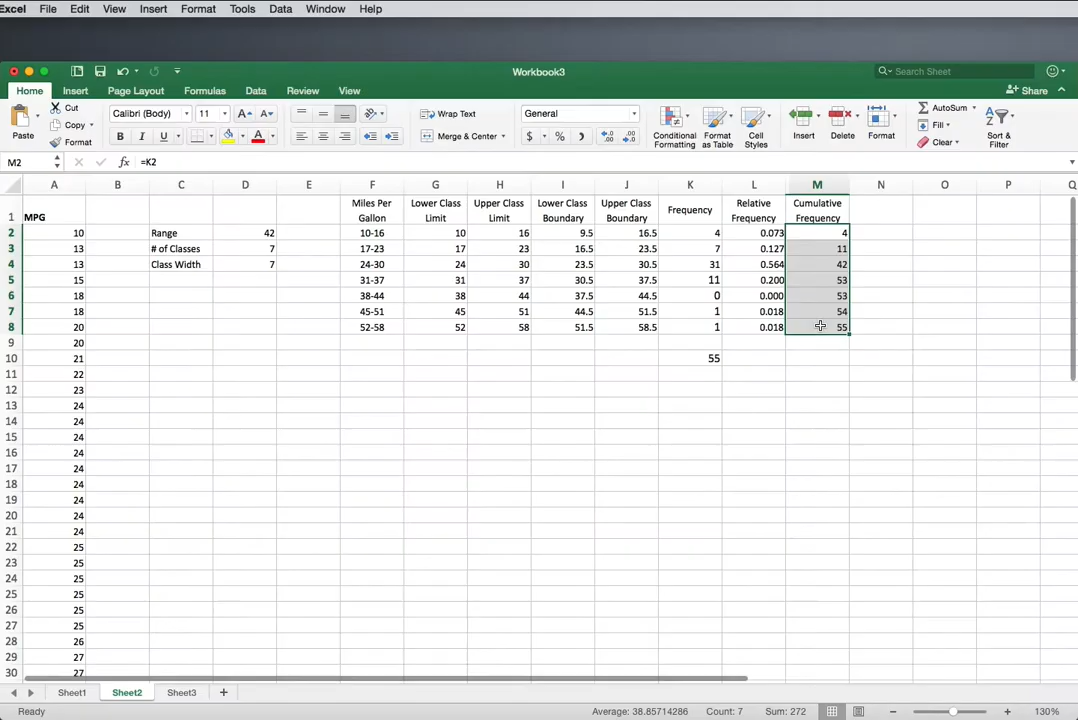 Excel File Edit View Insert Format Tools Data Window Help
Workbook3
Search Sheet
Home Insert Page Layout Formulas Data Review View
Share
Paste
Cut
Copy
Format
Calibri (Body) 11
B I U
Wrap Text
Merge & Center
General
$ %
Conditional Formatting
Format as Table
Cell Styles
Insert Delete Format
AutoSum
Fill
Clear
Sort & Filter
M2 fx =K2
A B C D E F G H I J K L M N O P Q
1 MPG Miles Per Gallon Lower Class Limit Upper Class Limit Lower Class Boundary Upper Class Boundary Frequency Relative Frequency Cumulative Frequency
2 10 Range 42 10-16 10 16 9.5 16.5 4 0.073 4
3 13 # of Classes 7 17-23 17 23 16.5 23.5 7 0.127 11
4 13 Class Width 7 24-30 24 30 23.5 30.5 31 0.564 42
5 15 31-37 31 37 30.5 37.5 11 0.200 53
6 18 38-44 38 44 37.5 44.5 0 0.000 53
7 18 45-51 45 51 44.5 51.5 1 0.018 54
8 20 52-58 52 58 51.5 58.5 1 0.018 55
9 20
10 21 55
11 22
12 23
13 24
14 24
15 24
16 24
17 24
18 24
19 24
20 24
21 24
22 25
23 25
24 25
25 25
26 25
27 25
28 26
29 27
30 27
Sheet1 Sheet2 Sheet3 +
Ready Average: 38.85714286 Count: 7 Sum: 272 130%